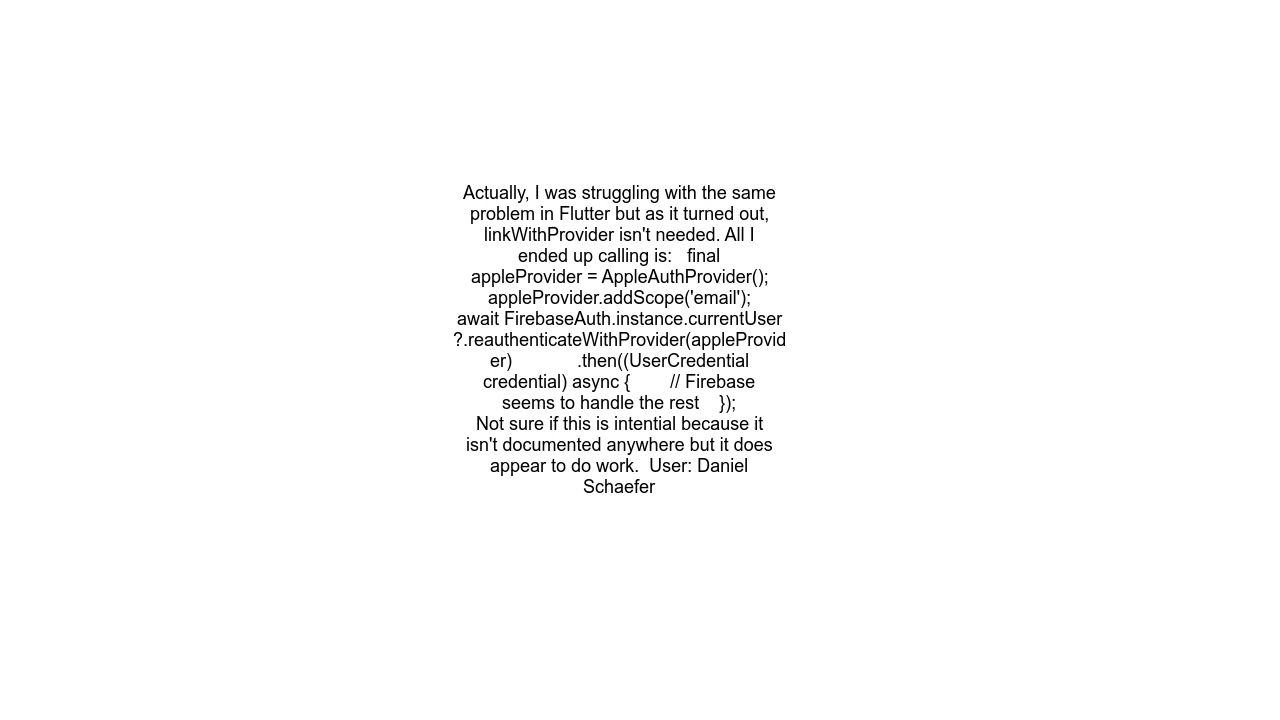 Actually, I was struggling with the same
problem in Flutter but as it turned out,
linkWithProvider isn't needed. All I
ended up calling is:   final
appleProvider = AppleAuthProvider();
appleProvider.addScope('email');
await FirebaseAuth.instance.currentUser
?.reauthenticateWithProvider(appleProvid
er)             .then((UserCredential
credential) async {        // Firebase
seems to handle the rest    });
Not sure if this is intential because it
isn't documented anywhere but it does
appear to do work.  User: Daniel
Schaefer